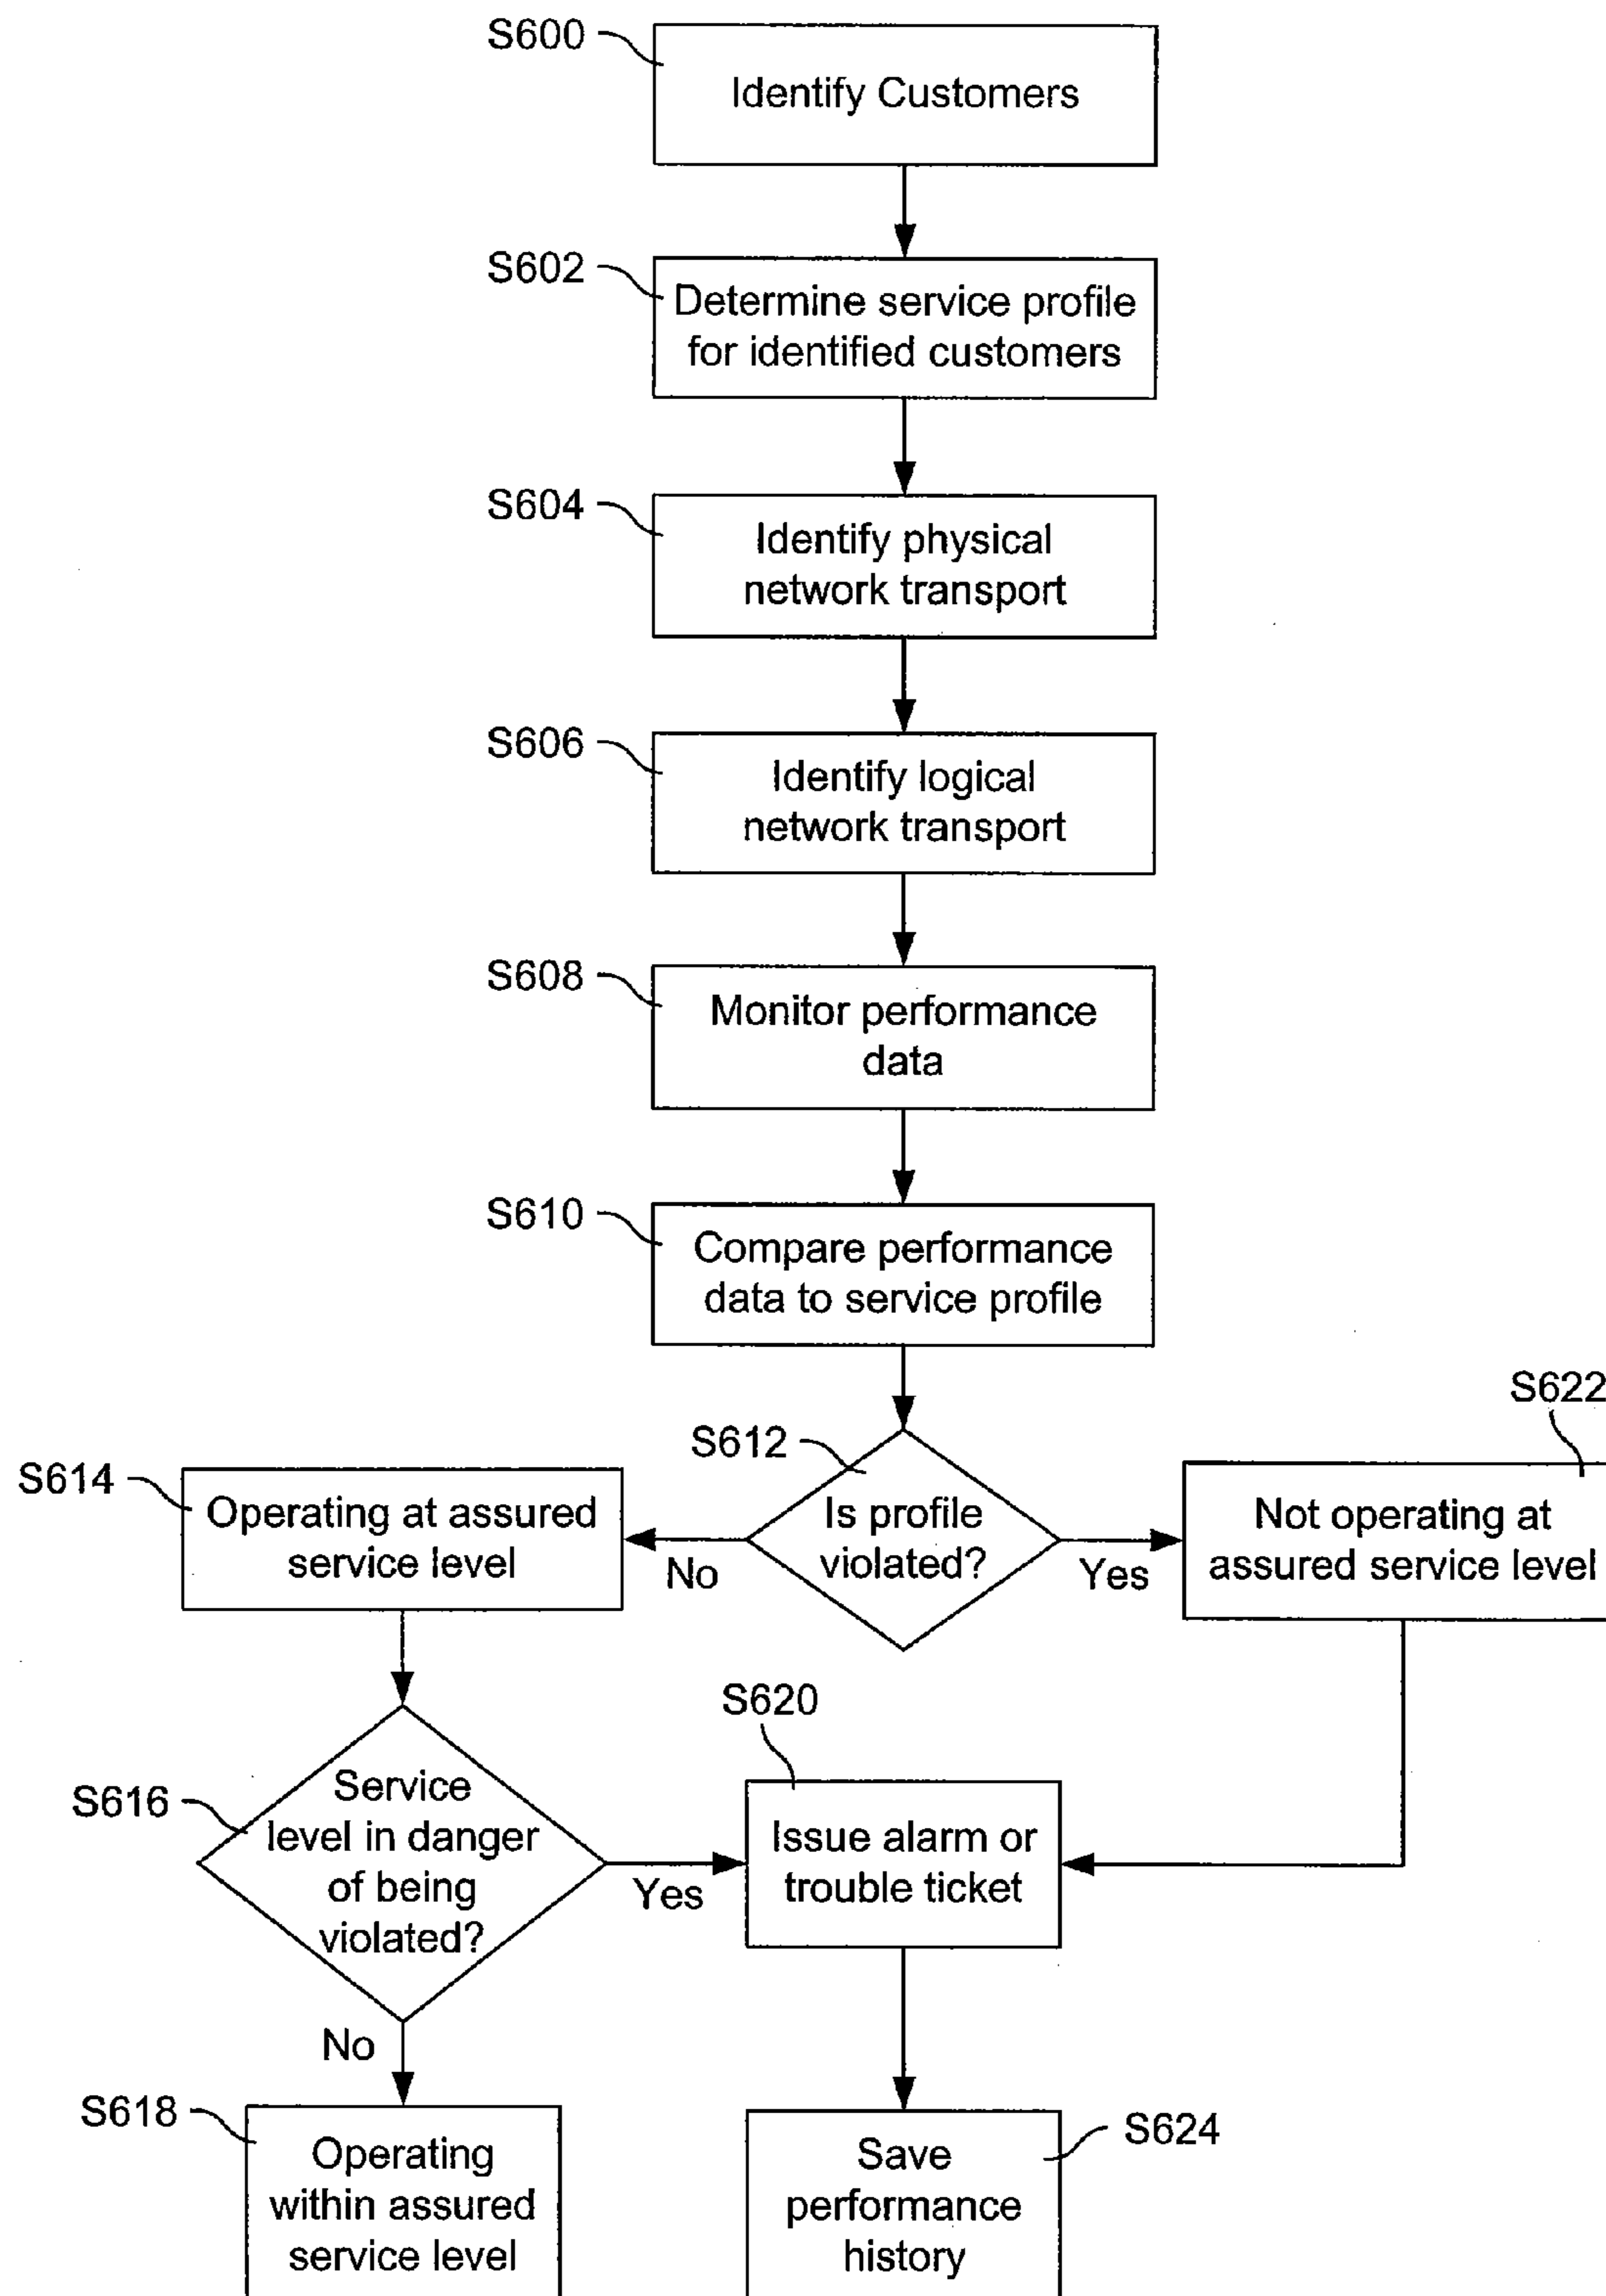 S600
Identify Customers
S602
Determine service profile
for identified customers
S604
Identify physical
network transport
S606
Identify logical
network transport
S608
Monitor performance
data
S610
Compare performance
data to service profile
S622
S612
S614
Operating at assured
service level
Is profile
violated?
Not operating at
assured service level
No
Yes
S620
S616
Service
level in danger
of being
violated?
Issue alarm or
trouble ticket
Yes
No
S618
Operating
within assured
service level
S624
Save
performance
history